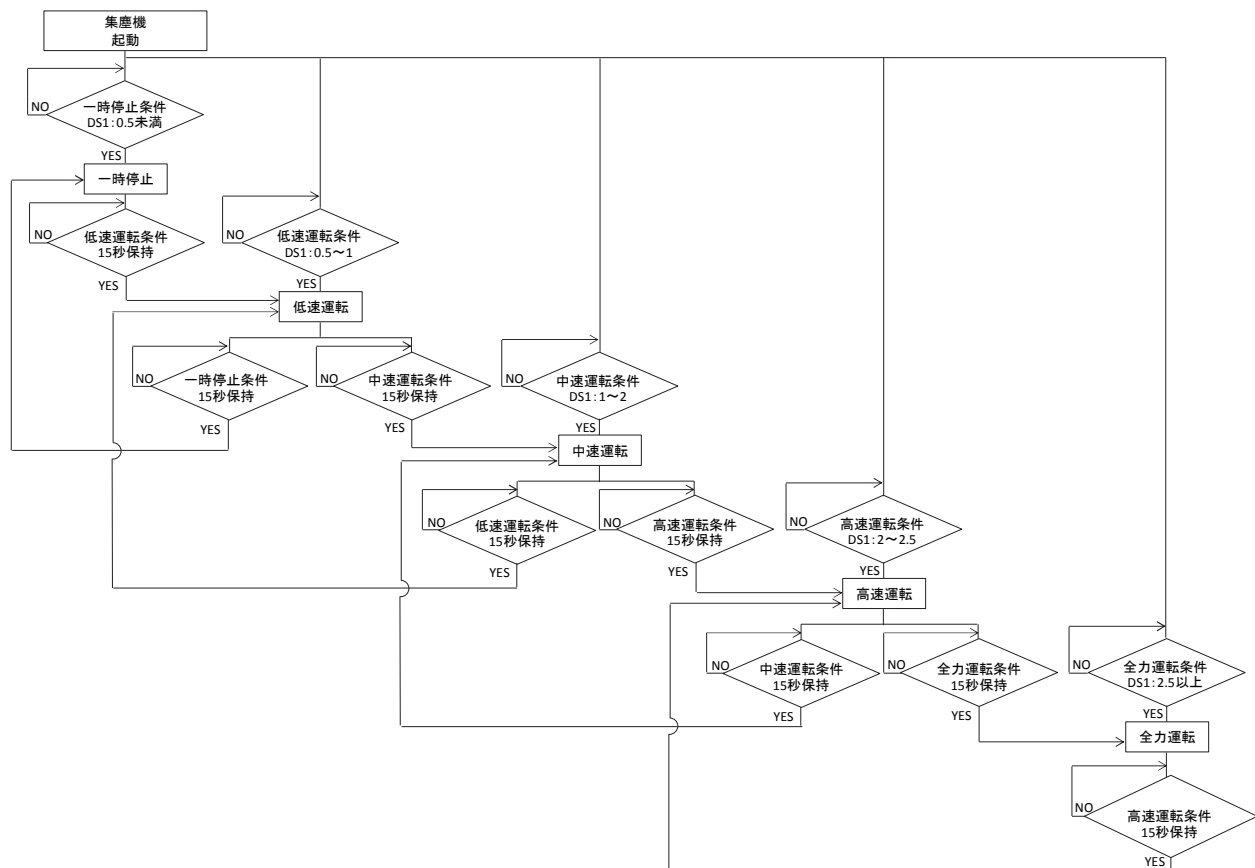 集塵機
起動
NO
一時停止条件
DS1：0.5未満
YES
一時停止
NO
低速運転条件
15秒保持
YES
NO
低速運転条件
DS1：0.5～1
YES
低速運転
NO
一時停止条件
15秒保持
YES
NO
中速運転条件
15秒保持
YES
NO
中速運転条件
DS1：1～2
YES
中速運転
NO
低速運転条件
15秒保持
YES
NO
高速運転条件
15秒保持
YES
NO
高速運転条件
DS1：2～2.5
YES
高速運転
NO
中速運転条件
15秒保持
YES
NO
全力運転条件
15秒保持
YES
NO
全力運転条件
DS1：2.5以上
YES
全力運転
NO
高速運転条件
15秒保持
YES